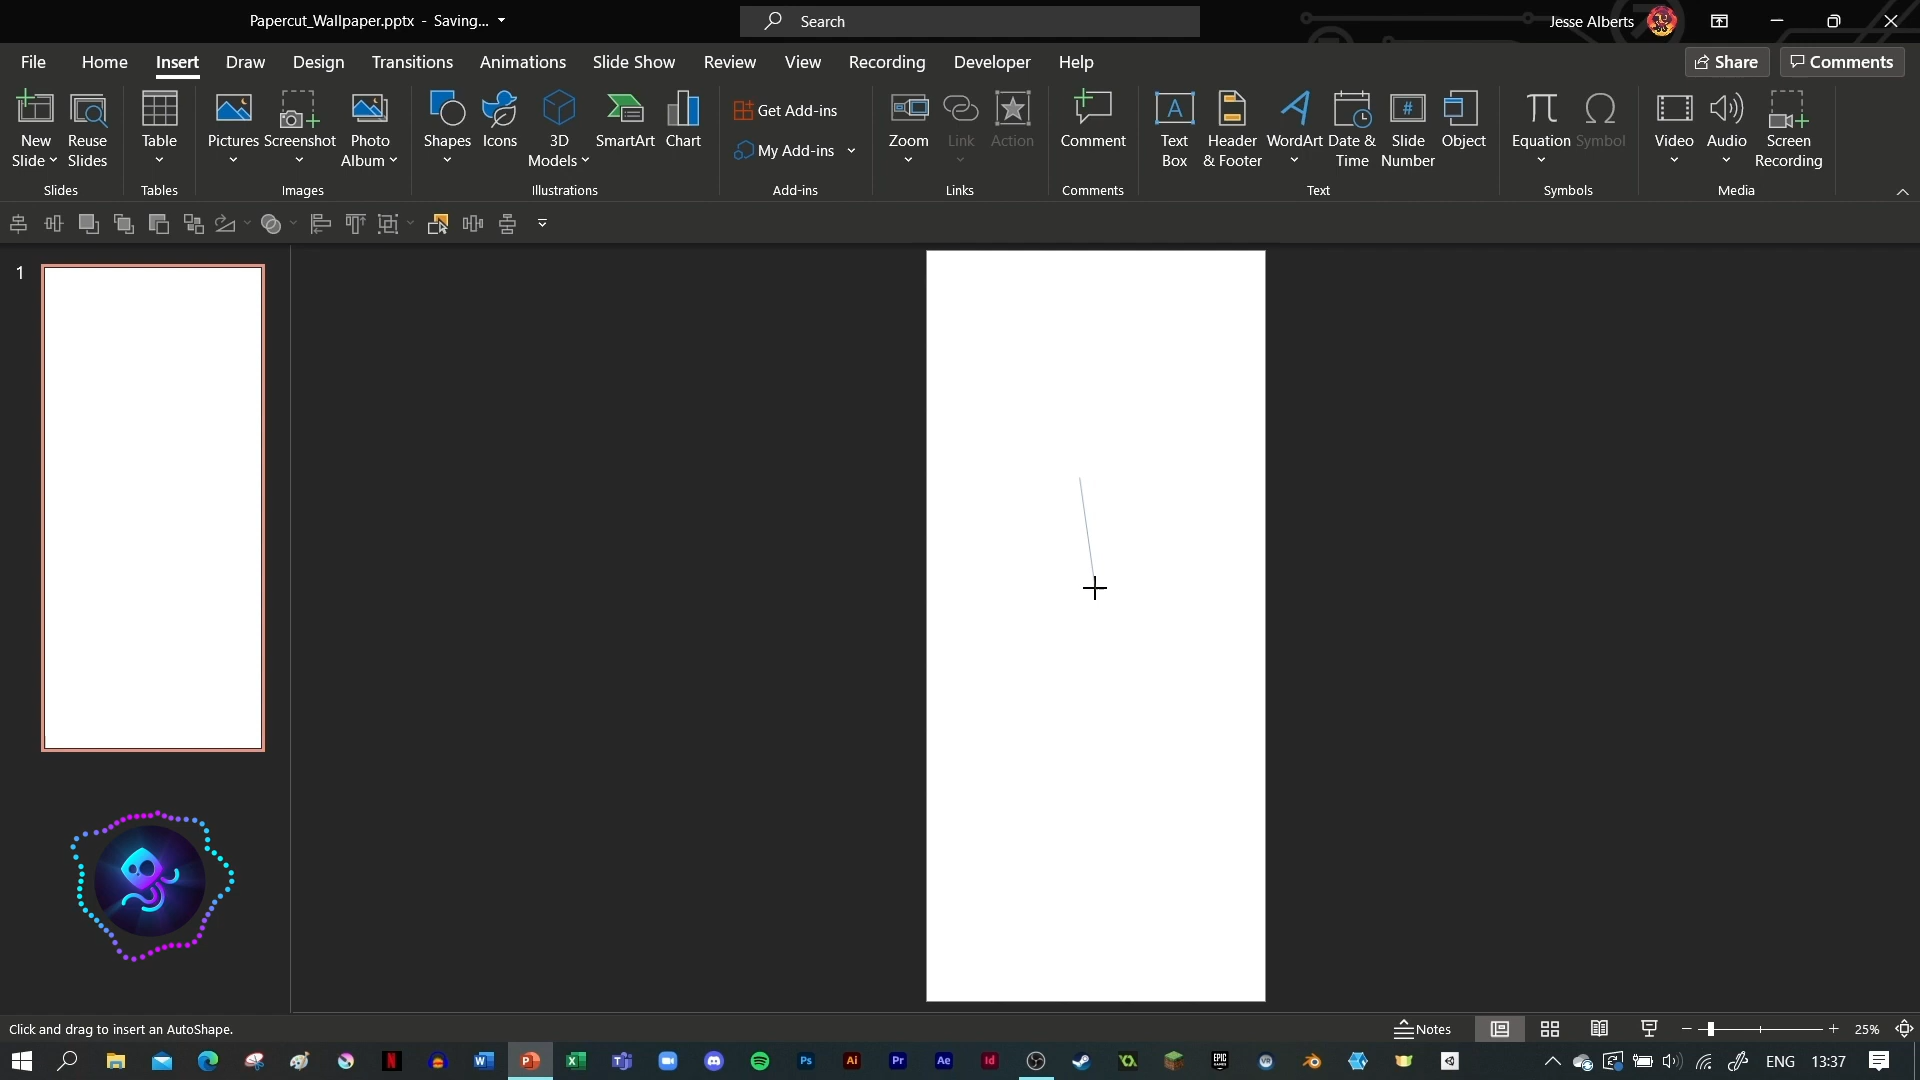 Papercut_Wallpaper.pptx - Saving...
Search
Jesse Alberts
File Home Insert Draw Design Transitions Animations Slide Show Review View Recording Developer Help
Share Comments
New Slide
Reuse Slides
Table
Pictures
Screenshot
Photo Album
Shapes
Icons
3D Models
SmartArt
Chart
Get Add-ins
My Add-ins
Zoom
Link
Action
Comment
Text Box
Header & Footer
WordArt
Date & Time
Slide Number
Object
Equation
Symbol
Video
Audio
Screen Recording
Slides Tables Images Illustrations Add-ins Links Comments Text Symbols Media
1
Click and drag to insert an AutoShape.
Notes
25%
ENG 13:37